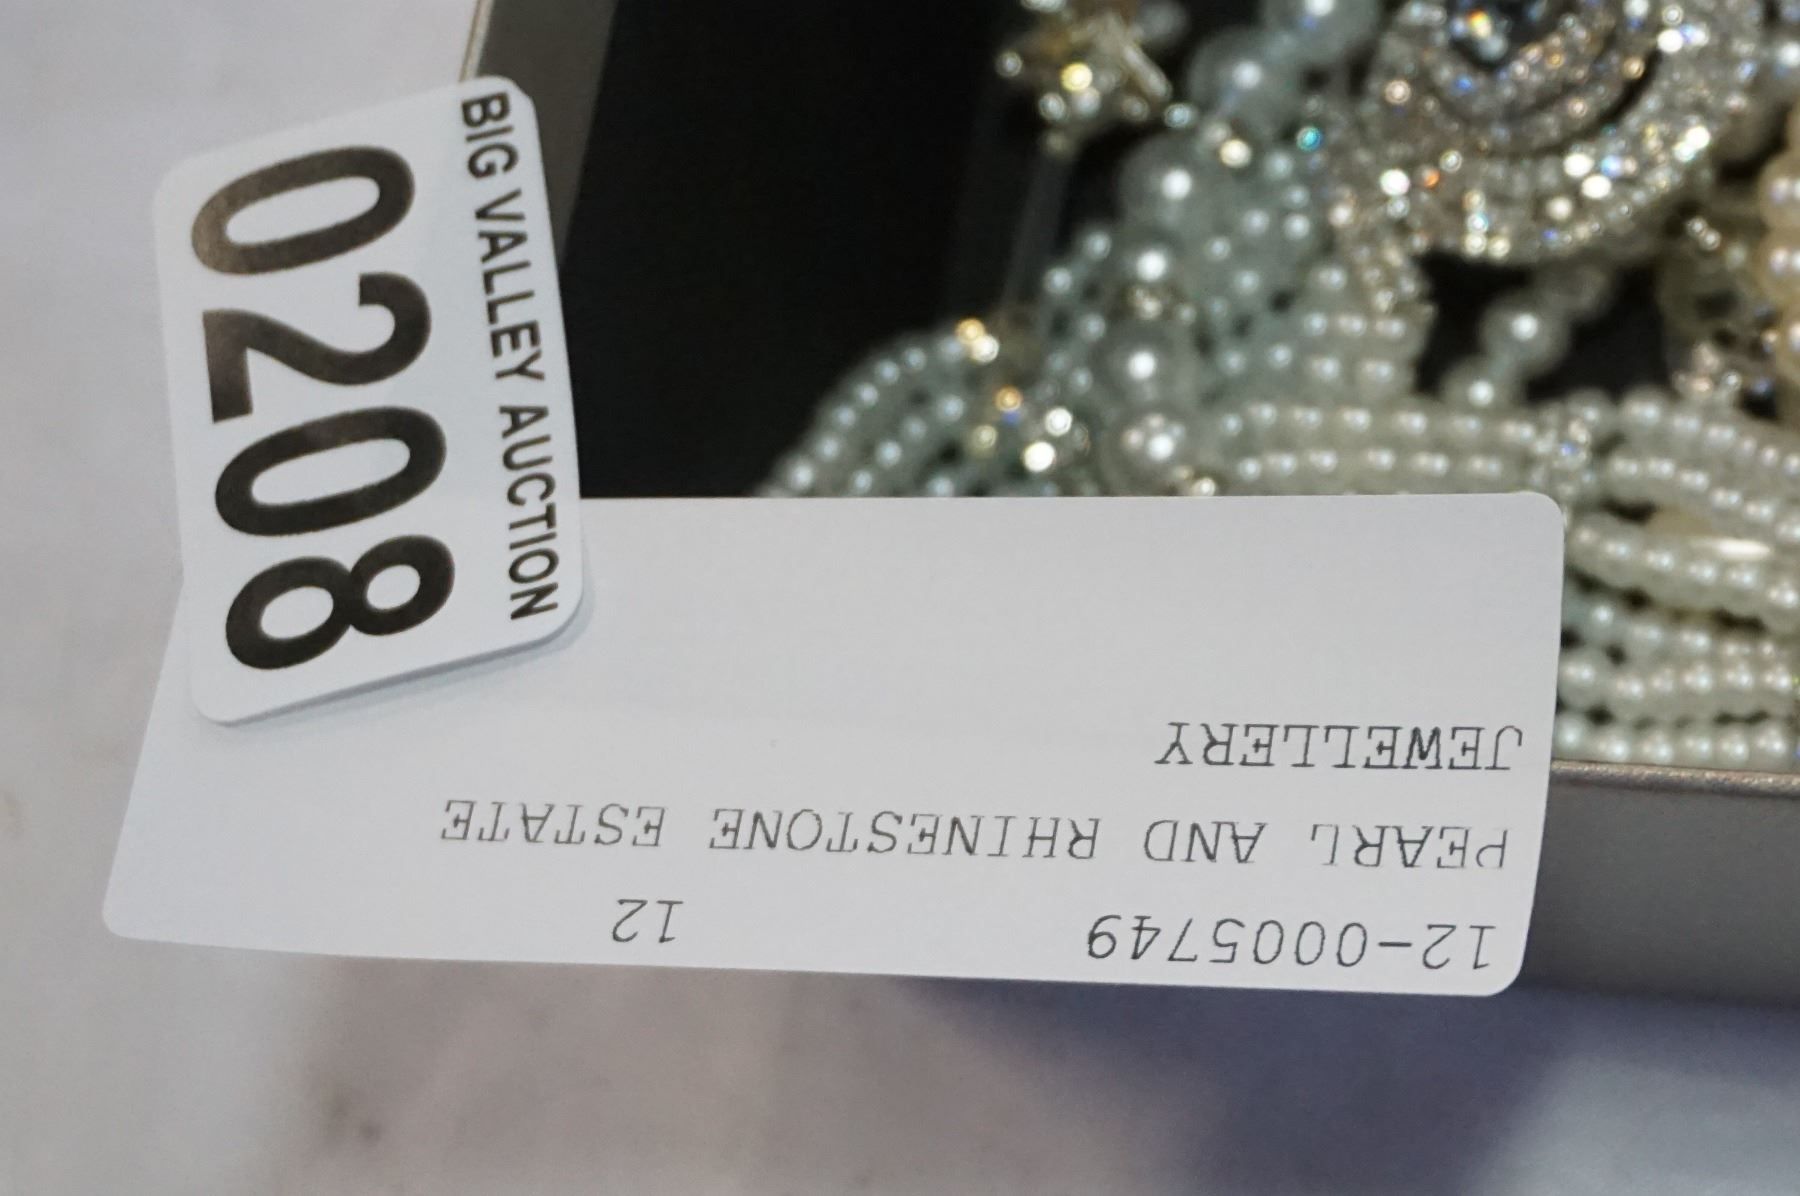 BIG VALLEY AUCTION
0208
12-0005749 12
PEARL AND RHINESTONE ESTATE
JEWELLERY